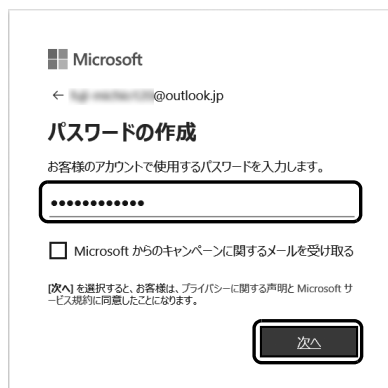 Microsoft
← @outlook.jp
パスワードの作成
お客様のアカウントで使用するパスワードを入力します。
●●●●●●●●●●●●
Microsoft からのキャンペーンに関するメールを受け取る
[次へ] を選択すると、お客様は、プライバシーに関する声明と Microsoft サ
ービス規約に同意したことになります。
次へ